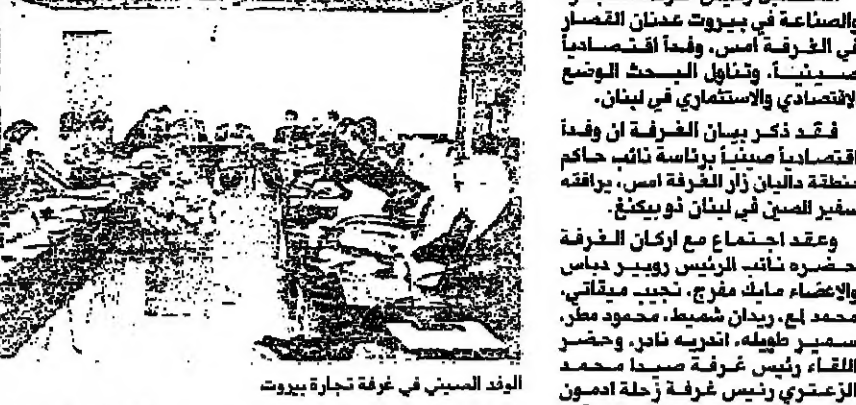 والصناعة في بيروت عدنان القصار
في الغرفة أمس، وفداً اقتصادياً
صينياً. وتناول البحث الوضع
الاقتصادي والاستثماري في لبنان.
فقد ذكر بيان الغرفة ان وفداً
اقتصادياً صينياً برئاسة نائب حاكم
منطقة داليان زار الغرفة امس، يرافقه
سفير الصين في لبنان ذو بيكنغ.
وعقد اجتماع مع اركان الغرفة
حضره نائب الرئيس روبير دباس
والاعضاء مايك مفرج، نجيب ميقاتي،
محمد لمع، ريدان شميط، محمود مطر،
سمير طويله، اندريه نادر، وحضر
اللقاء رئيس غرفة صيدا محمد
الزعتري رئيس غرفة زحلة ادمون
الوفد الصيني في غرفة تجارة بيروت